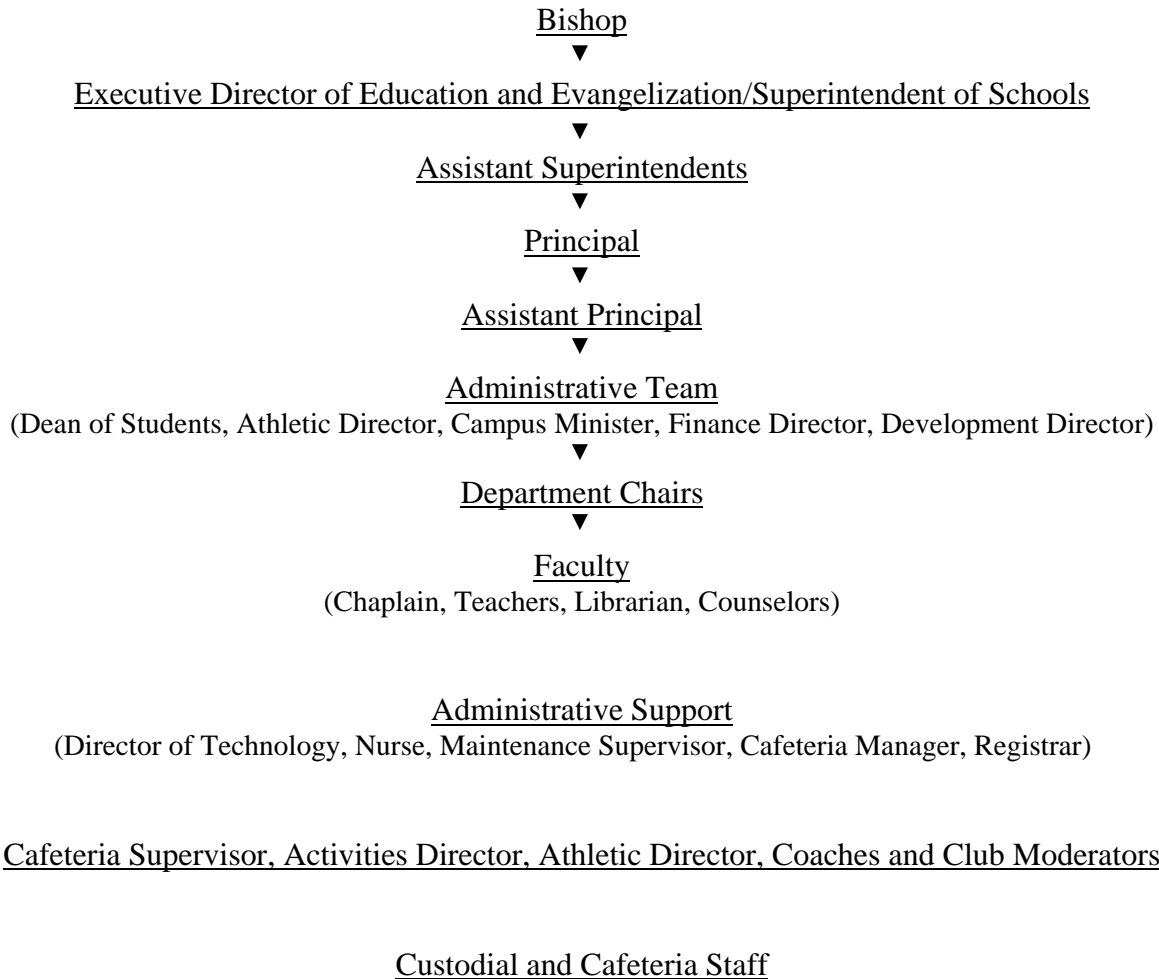 Bishop
▼
Executive Director of Education and Evangelization/Superintendent of Schools
▼
Assistant Superintendents
▼
Principal
▼
Assistant Principal
▼
Administrative Team
(Dean of Students, Athletic Director, Campus Minister, Finance Director, Development Director)
▼
Department Chairs
▼
Faculty
(Chaplain, Teachers, Librarian, Counselors)
Administrative Support
(Director of Technology, Nurse, Maintenance Supervisor, Cafeteria Manager, Registrar)
Cafeteria Supervisor, Activities Director, Athletic Director, Coaches and Club Moderators
Custodial and Cafeteria Staff